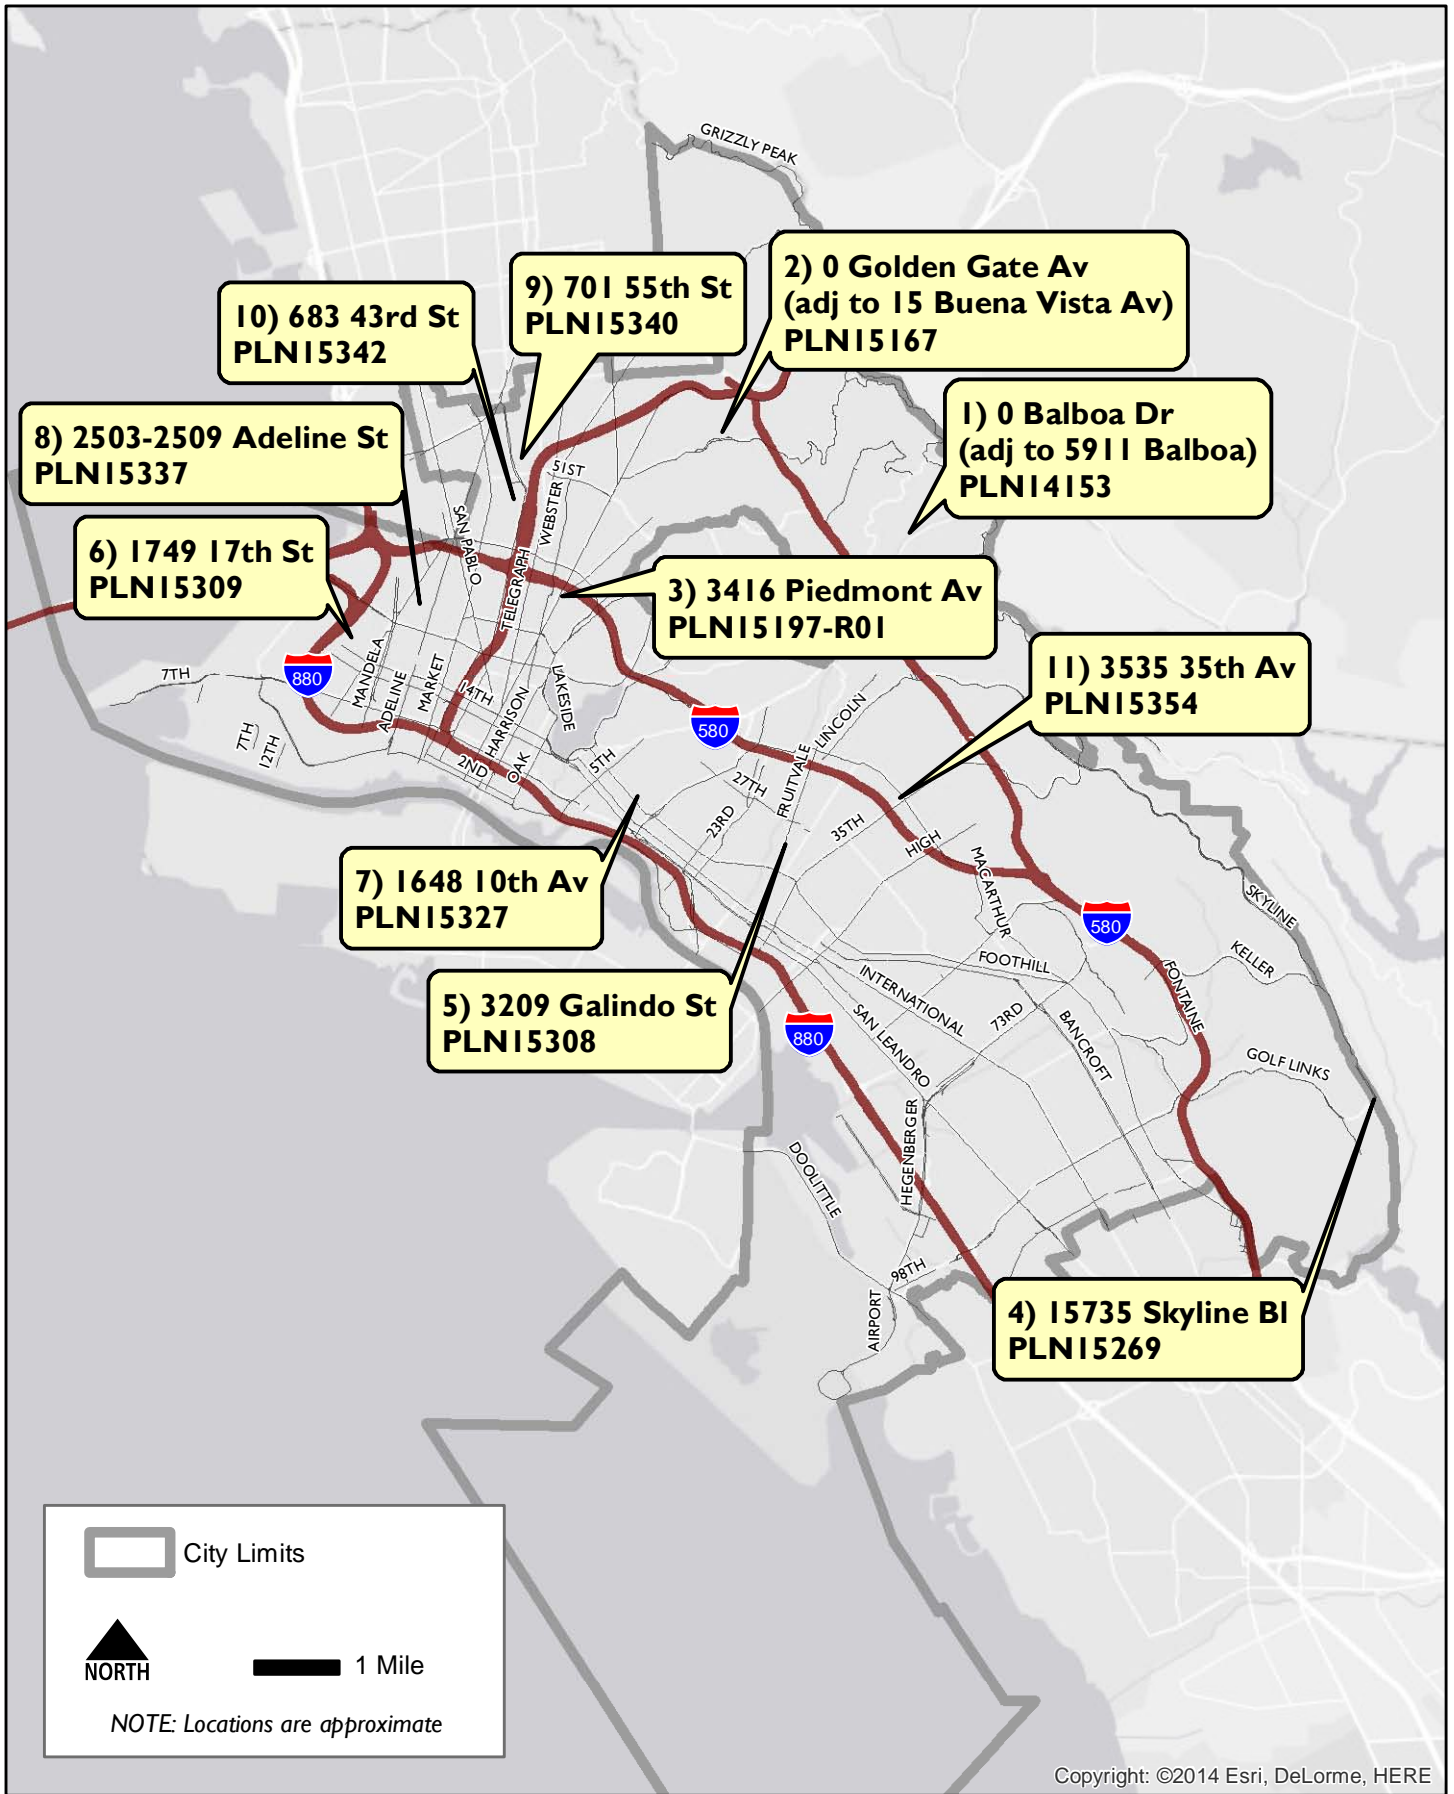 GRIZZLY PEAK
2) 0 Golden Gate Av
(adj to 15 Buena Vista Av)
PLN15167
9) 701 55th St
PLN15340
10) 683 43rd St
PLN15342
1) 0 Balboa Dr
(adj to 5911 Balboa)
PLN14153
8) 2503-2509 Adeline St
PLN15337
51ST
WEBSTER
SAN PABLO
TELEGRAPH
6) 1749 17th St
PLN15309
3) 3416 Piedmont Av
PLN15197-R01
11) 3535 35th Av
PLN15354
7TH
880
MANDELA
ADELINE
MARKET
14TH
HARRISON
LAKESIDE
OAK
2ND
5TH
7TH
12TH
580
LINCOLN
FRUITVALE
27TH
23RD
35TH
HIGH
MACARTHUR
7) 1648 10th Av
PLN15327
580
SKYLINE
KELLER
FOOTHILL
FONTAINE
5) 3209 Galindo St
PLN15308
INTERNATIONAL
SAN LEANDRO
73RD
BANCROFT
880
GOLF LINKS
HEGENBERGER
DOOLITTLE
98TH
AIRPORT
4) 15735 Skyline Bl
PLN15269
City Limits
NORTH
1 Mile
NOTE: Locations are approximate
Copyright: ©2014 Esri, DeLorme, HERE